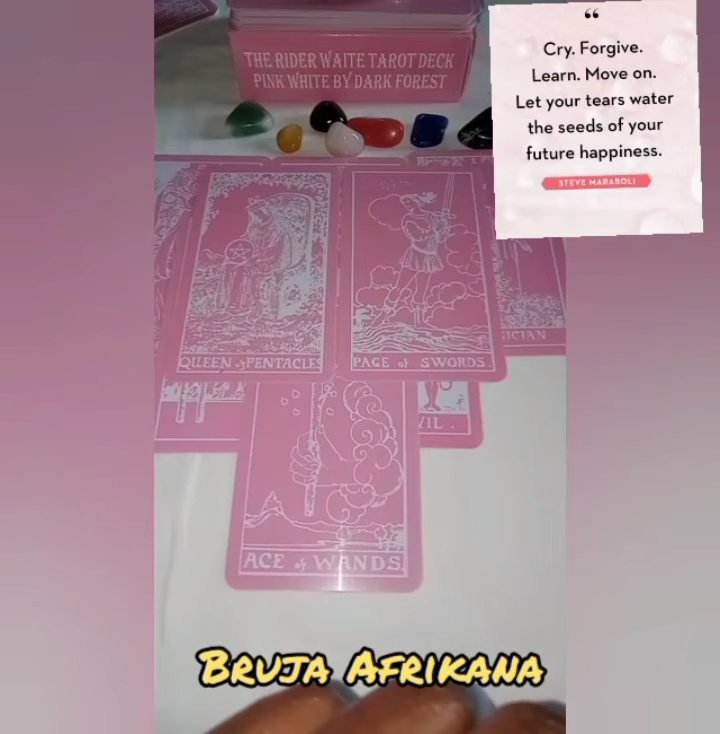 THE RIDER WAITE TAROT DECK
PINK WHITE BY DARK FOREST
“
Cry. Forgive.
Learn. Move on.
Let your tears water
the seeds of your
future happiness.
STEVE MARABOLI
QUEEN of PENTACLES
PAGE of SWORDS.
ICIAN
VIL.
ACE of WANDS.
BRUJA AFRIKANA